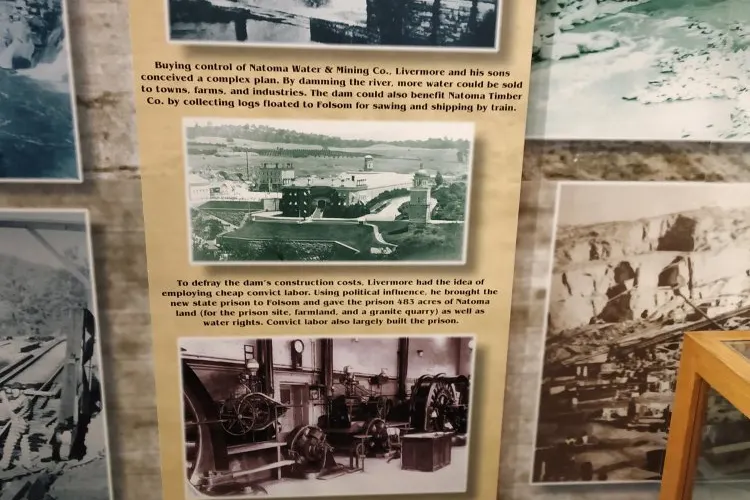 Buying control of Natoma Water & Mining Co., Livermore and his sons
conceived a complex plan. By damming the river, more water could be sold
to towns, farms, and industries. The dam could also benefit Natoma Timber
Co. by collecting logs floated to Folsom for sawing and shipping by train.
To defray the dam's construction costs, Livermore had the idea of
employing cheap convict labor. Using political influence, he brought the
new state prison to Folsom and gave the prison 483 acres of Natoma
land (for the prison site, farmland, and a granite quarry) as well as
water rights. Convict labor also largely built the prison.